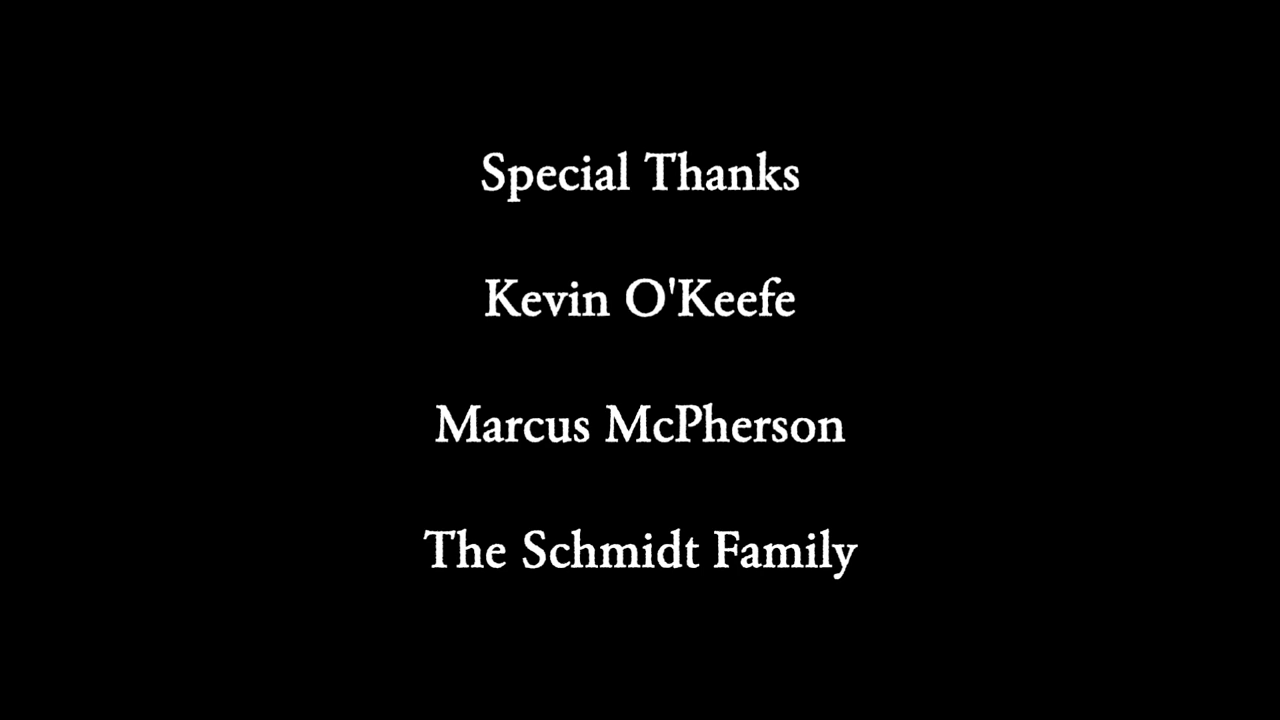 Special Thanks
Kevin O'Keefe
Marcus McPherson
The Schmidt Family